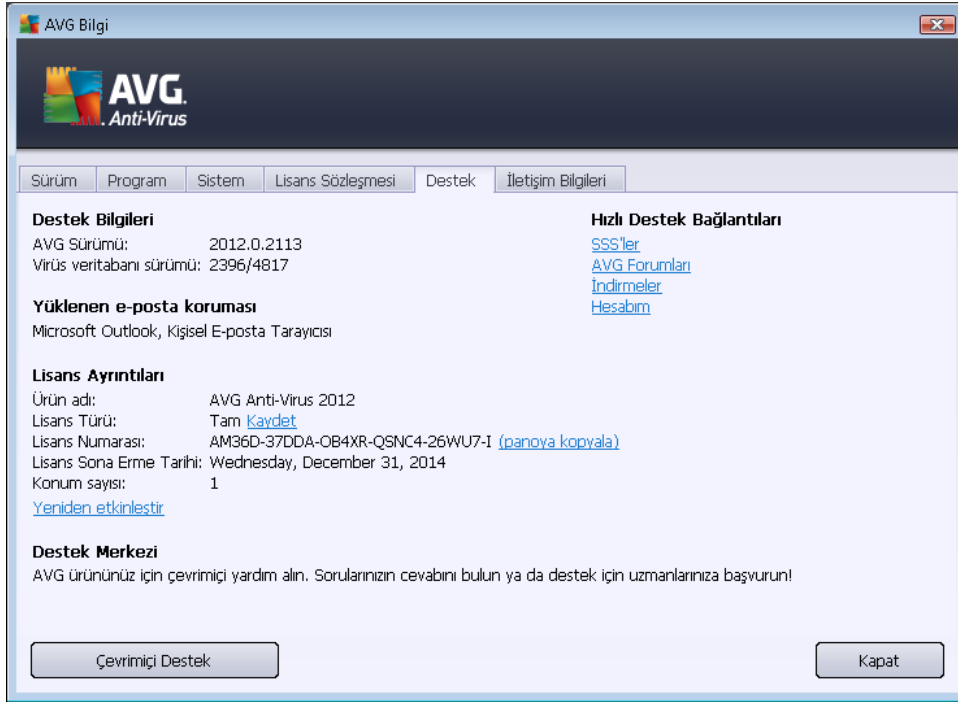 AVG Bilgi
AVG.
Anti-Virus
Sürüm Program Sistem Lisans Sözleşmesi Destek İletişim Bilgileri
Destek Bilgileri
AVG Sürümü: 2012.0.2113
Virüs veritabanı sürümü: 2396/4817
Yüklenen e-posta koruması
Microsoft Outlook, Kişisel E-posta Tarayıcısı
Lisans Ayrıntıları
Ürün adı: AVG Anti-Virus 2012
Lisans Türü: Tam Kaydet
Lisans Numarası: AM36D-37DDA-OB4XR-QSNC4-26WU7-I (panoya kopyala)
Lisans Sona Erme Tarihi: Wednesday, December 31, 2014
Konum sayısı: 1
Yeniden etkinleştir
Destek Merkezi
AVG ürününüz için çevrimiçi yardım alın. Sorularınızın cevabını bulun ya da destek için uzmanlarınıza başvurun!
Hızlı Destek Bağlantıları
SSS'ler
AVG Forumları
İndirmeler
Hesabım
Çevrimiçi Destek
Kapat